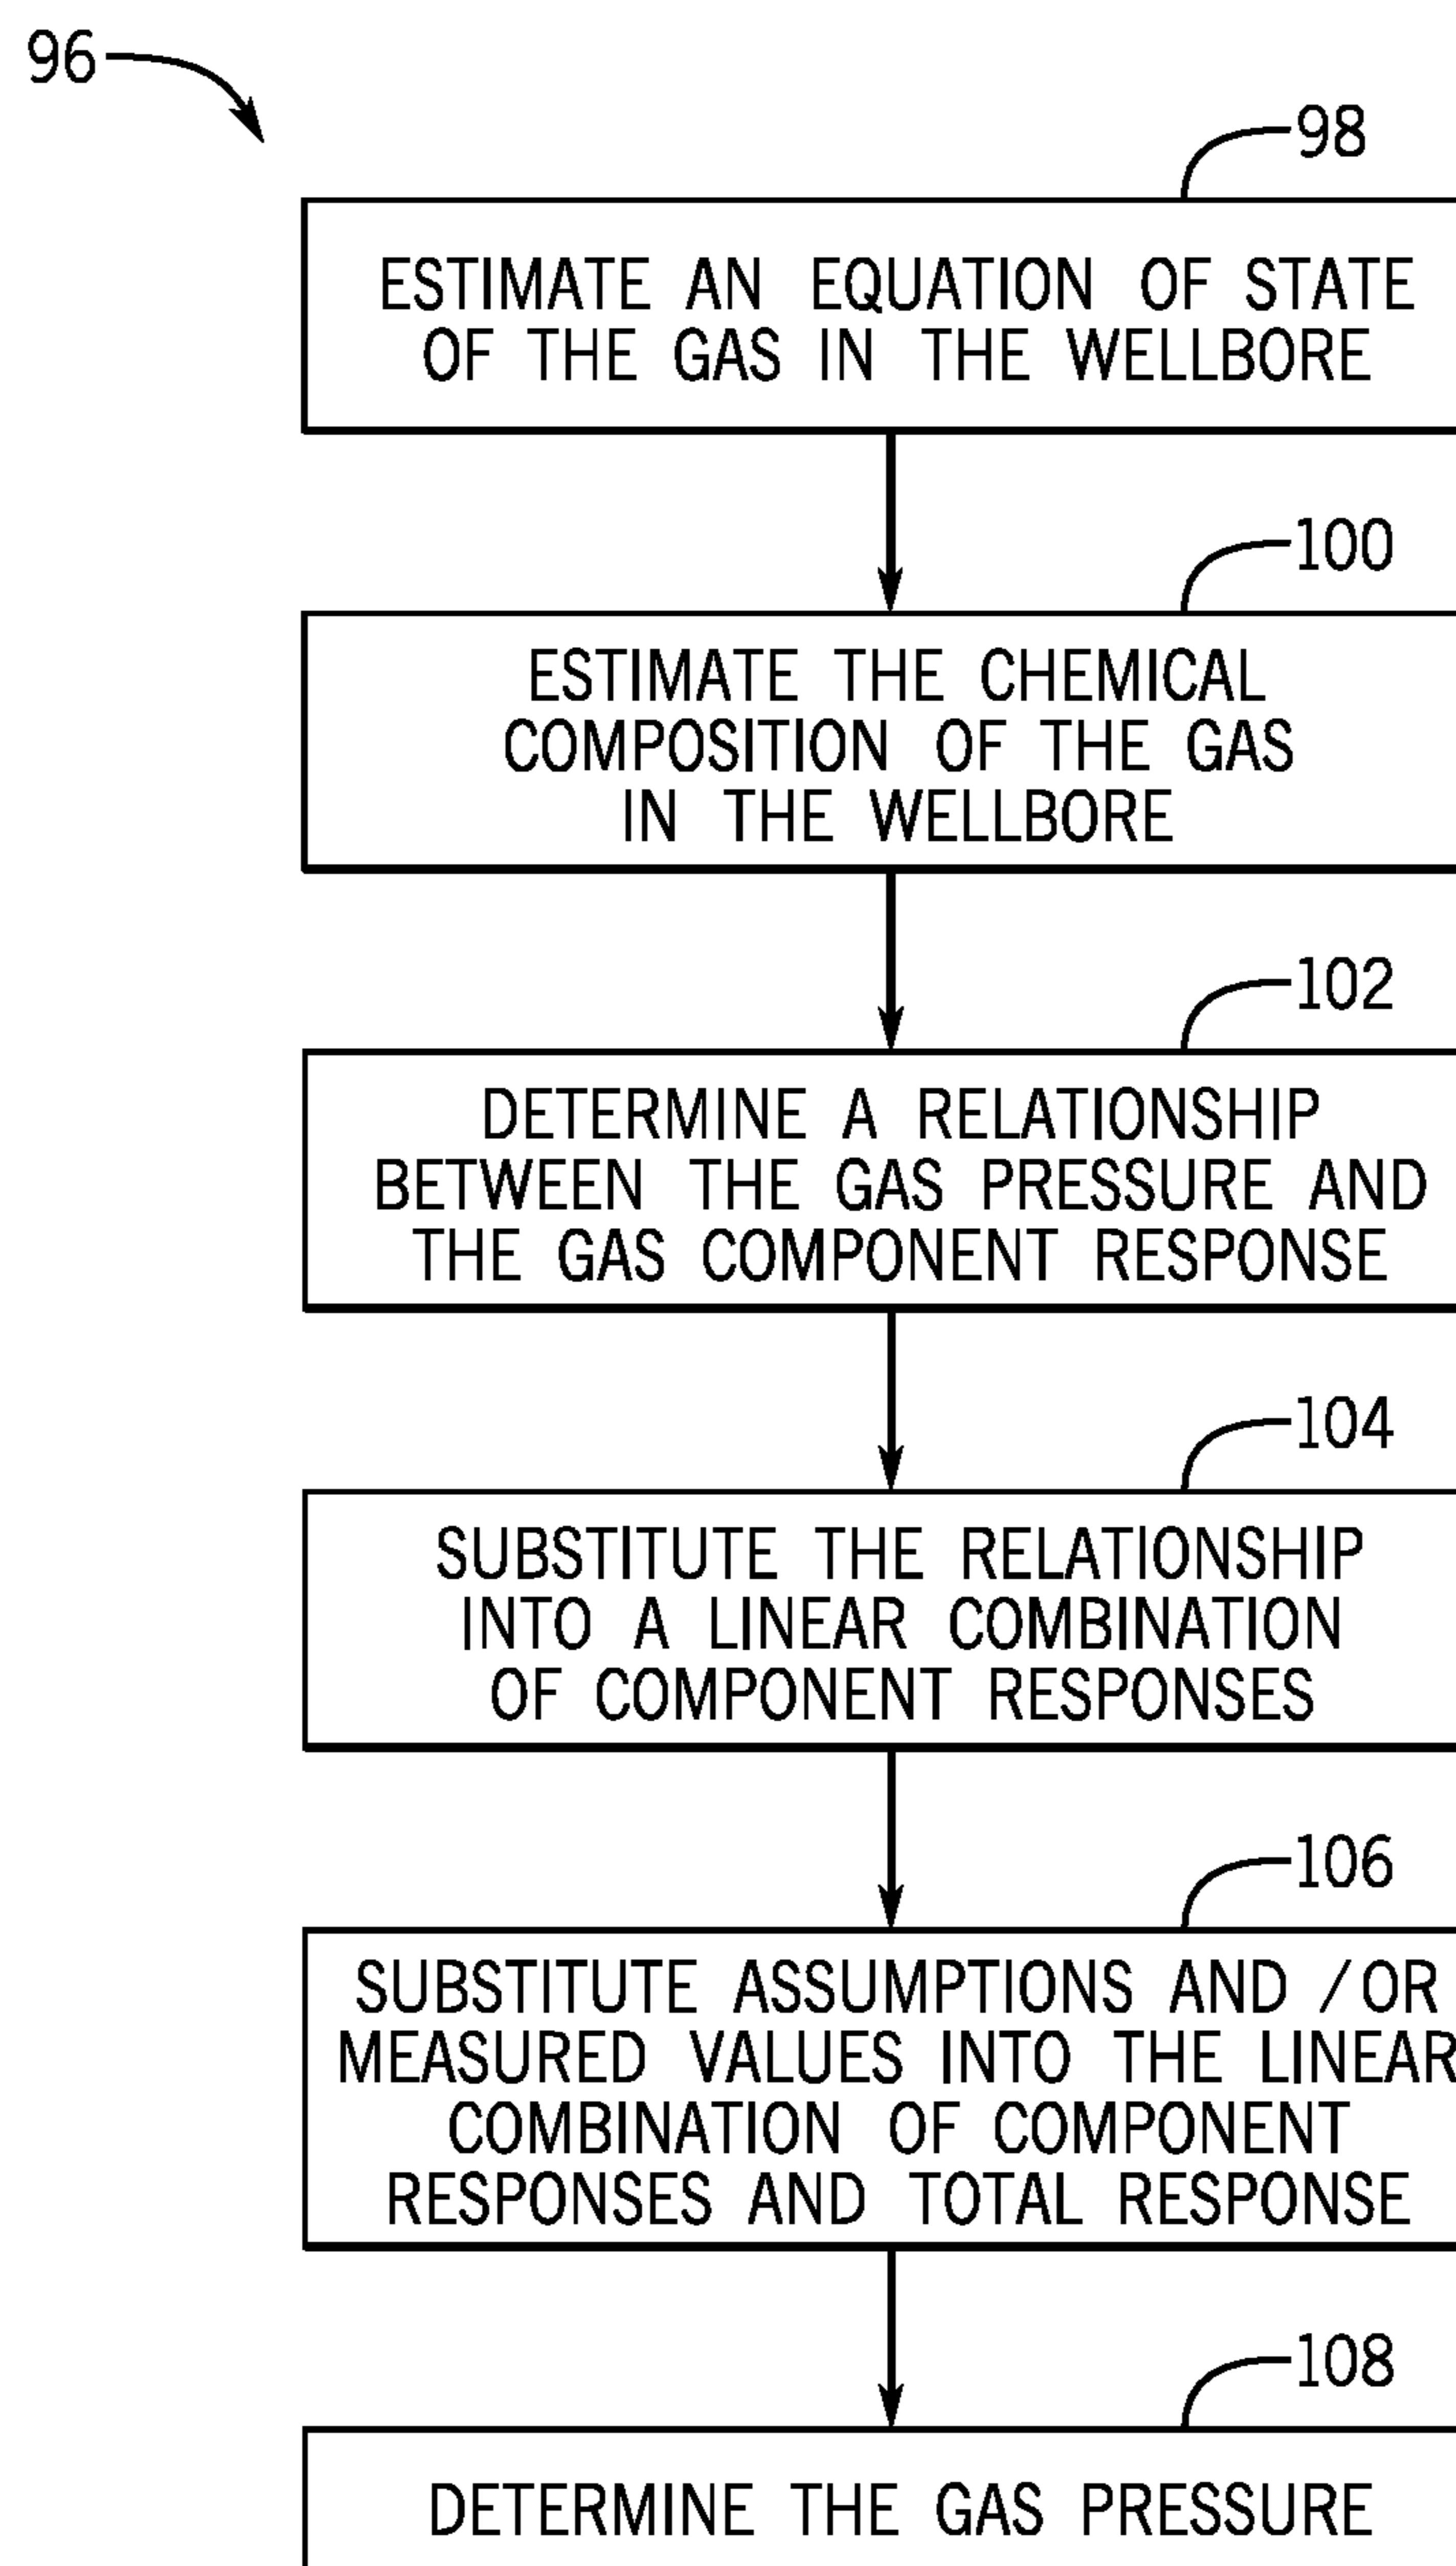 96
98
ESTIMATE AN EQUATION OF STATE
OF THE GAS IN THE WELLBORE
100
ESTIMATE THE CHEMICAL
COMPOSITION OF THE GAS
IN THE WELLBORE
102
DETERMINE A RELATIONSHIP
BETWEEN THE GAS PRESSURE AND
THE GAS COMPONENT RESPONSE
104
SUBSTITUTE THE RELATIONSHIP
INTO A LINEAR COMBINATION
OF COMPONENT RESPONSES
106
SUBSTITUTE ASSUMPTIONS AND /OR
MEASURED VALUES INTO THE LINEAR
COMBINATION OF COMPONENT
RESPONSES AND TOTAL RESPONSE
108
DETERMINE THE GAS PRESSURE